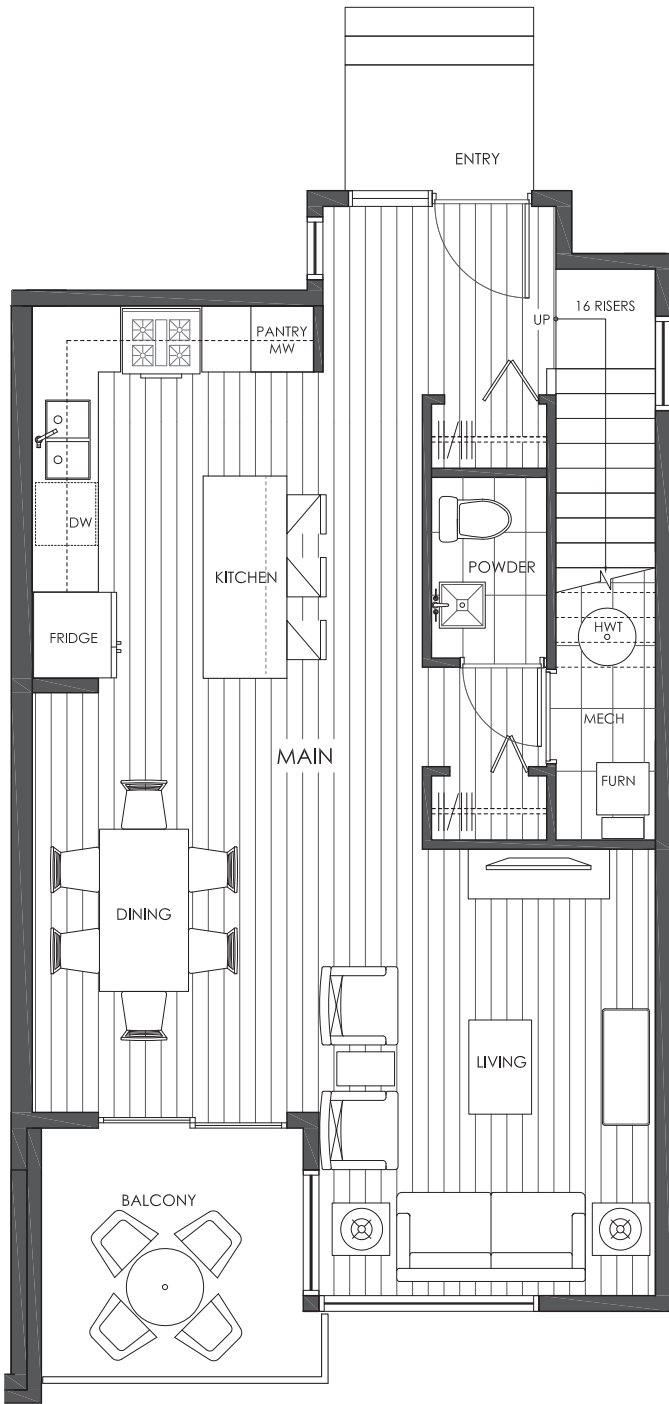 ENTRY
16 RISERS
UP
PANTRY
MW
DW
KITCHEN
POWDER
FRIDGE
HWT
MECH
MAIN
FURN
DINING
LIVING
BALCONY